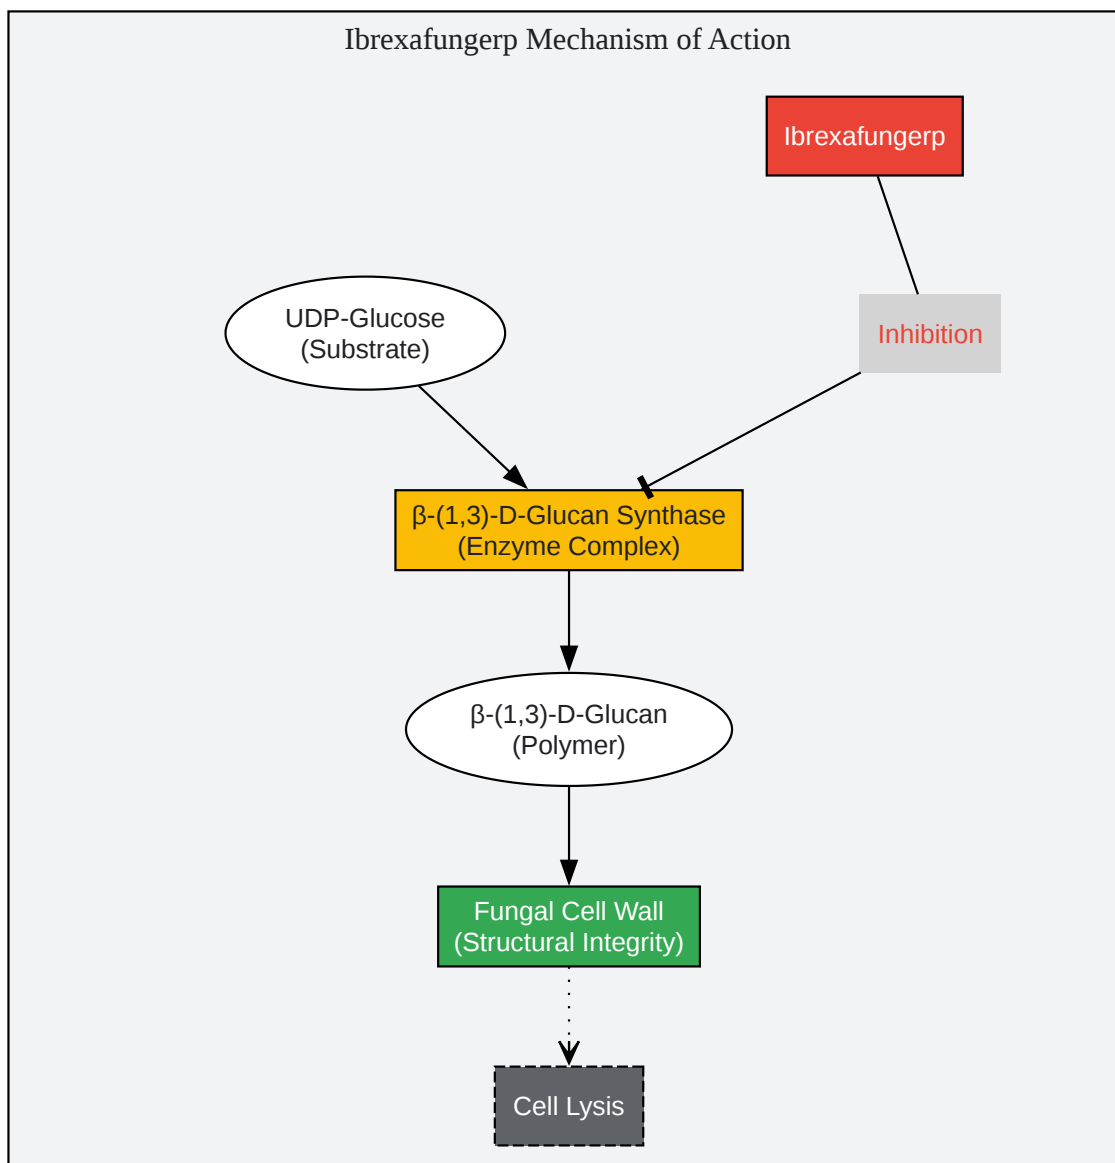 Ibrexafungerp Mechanism of Action
Ibrexafungerp
UDP-Glucose
(Substrate)
Inhibition
β-(1,3)-D-Glucan Synthase
(Enzyme Complex)
β-(1,3)-D-Glucan
(Polymer)
Fungal Cell Wall
(Structural Integrity)
Cell Lysis